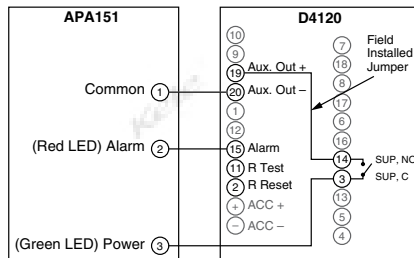 APA151
D4120
10
9
19 Aux. Out +
20 Aux. Out –
1
12
15 Alarm
11 R Test
2 R Reset
+ ACC +
– ACC –
Common 1
(Red LED) Alarm 2
(Green LED) Power 3
7
18
8
17
6
16
14
3
13
5
4
Field
Installed
Jumper
SUP, NO
SUP, C